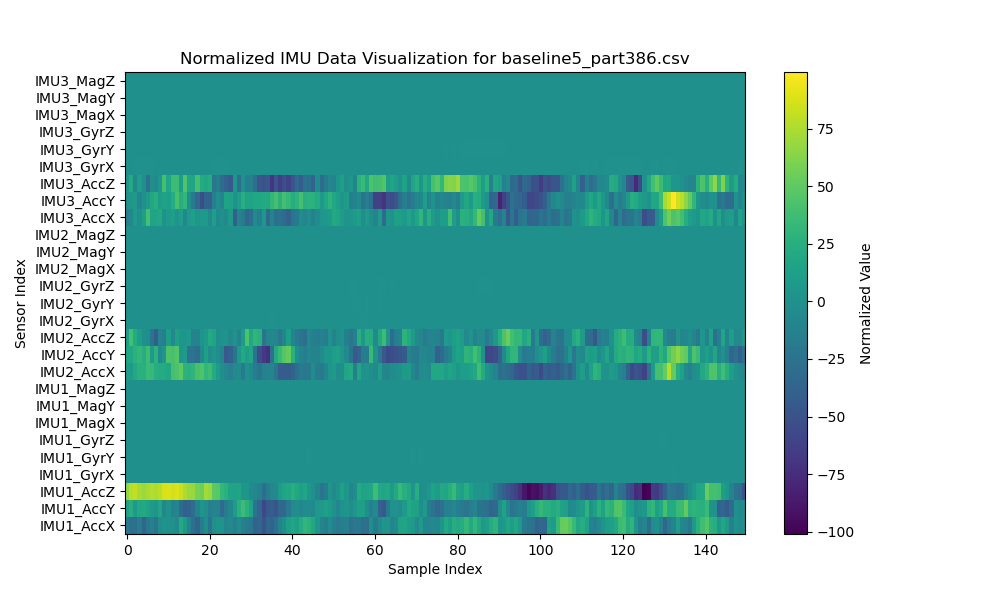 Normalized IMU Data Visualization for baseline5_part386.csv
IMU3_MagZ
IMU3_MagY
IMU3_MagX
IMU3_GyrZ
IMU3_GyrY
IMU3_GyrX
IMU3_AccZ
IMU3_AccY
IMU3_AccX
IMU2_MagZ
IMU2_MagY
IMU2_MagX
IMU2_GyrZ
IMU2_GyrY
IMU2_GyrX
IMU2_AccZ
IMU2_AccY
IMU2_AccX
IMU1_MagZ
IMU1_MagY
IMU1_MagX
IMU1_GyrZ
IMU1_GyrY
IMU1_GyrX
IMU1_AccZ
IMU1_AccY
IMU1_AccX
Sensor Index
0 20 40 60 80 100 120 140
Sample Index
75
50
25
0
−25
−50
−75
−100
Normalized Value